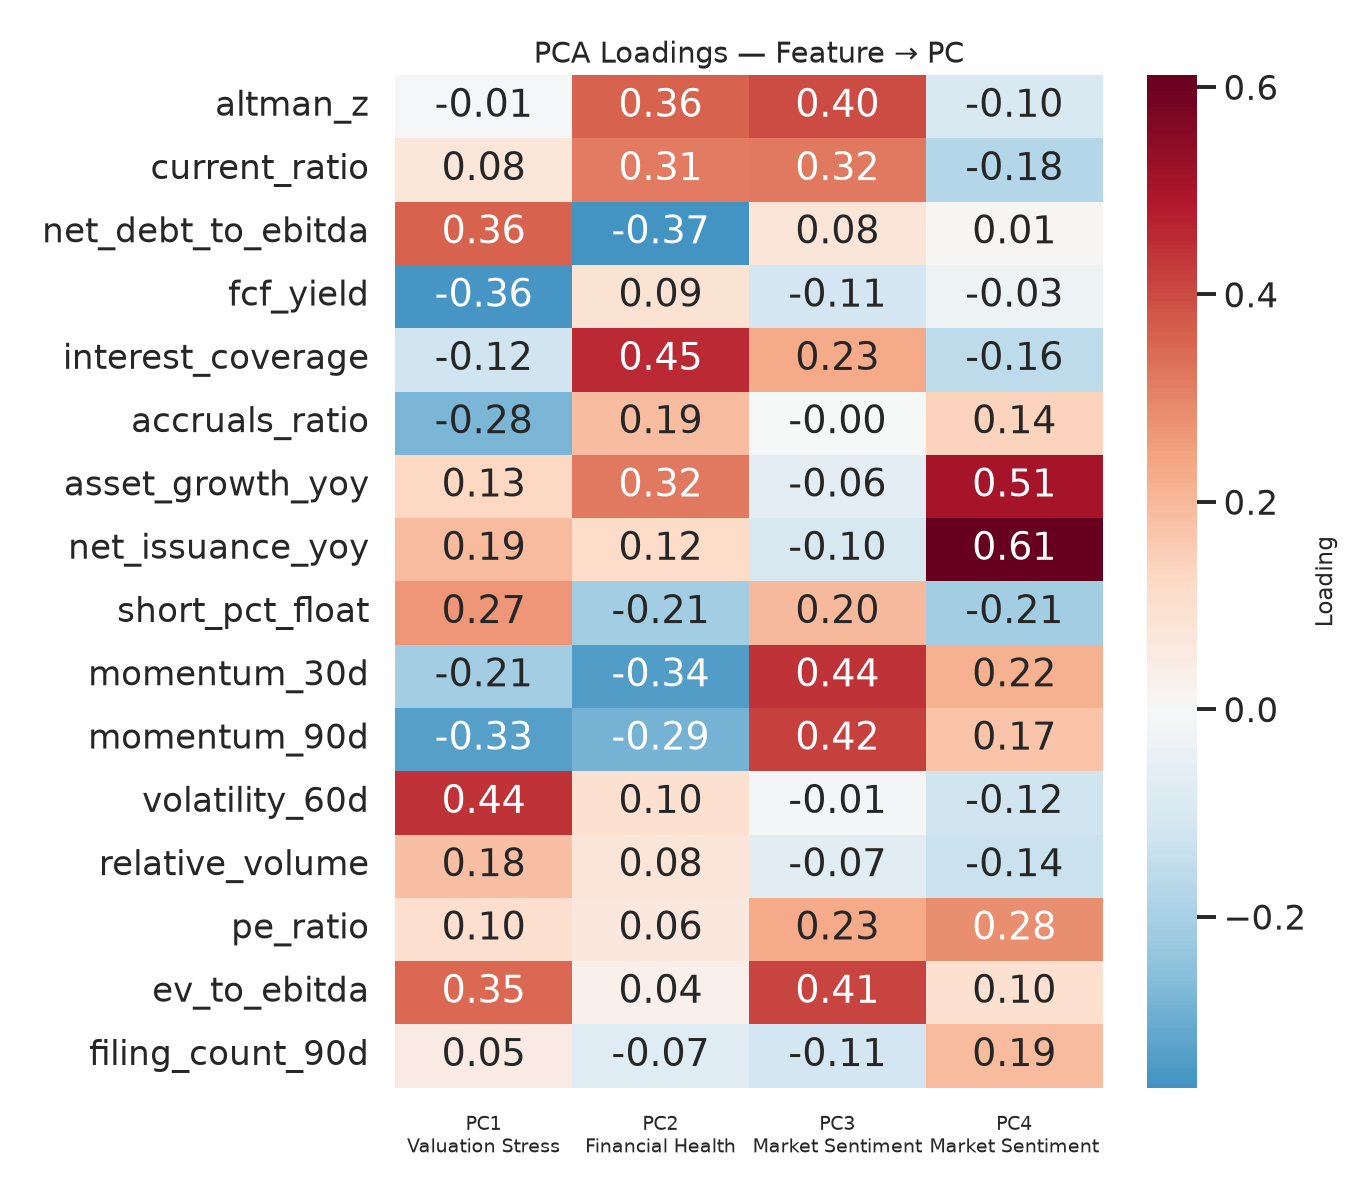 PCA Loadings — Feature → PC
altman_z -0.01 0.36 0.40 -0.10
current_ratio 0.08 0.31 0.32 -0.18
net_debt_to_ebitda 0.36 -0.37 0.08 0.01
fcf_yield -0.36 0.09 -0.11 -0.03
interest_coverage -0.12 0.45 0.23 -0.16
accruals_ratio -0.28 0.19 -0.00 0.14
asset_growth_yoy 0.13 0.32 -0.06 0.51
net_issuance_yoy 0.19 0.12 -0.10 0.61
short_pct_float 0.27 -0.21 0.20 -0.21
momentum_30d -0.21 -0.34 0.44 0.22
momentum_90d -0.33 -0.29 0.42 0.17
volatility_60d 0.44 0.10 -0.01 -0.12
relative_volume 0.18 0.08 -0.07 -0.14
pe_ratio 0.10 0.06 0.23 0.28
ev_to_ebitda 0.35 0.04 0.41 0.10
filing_count_90d 0.05 -0.07 -0.11 0.19
PC1 PC2 PC3 PC4
Valuation Stress Financial Health Market Sentiment Market Sentiment
0.6
0.4
0.2
0.0
−0.2
Loading